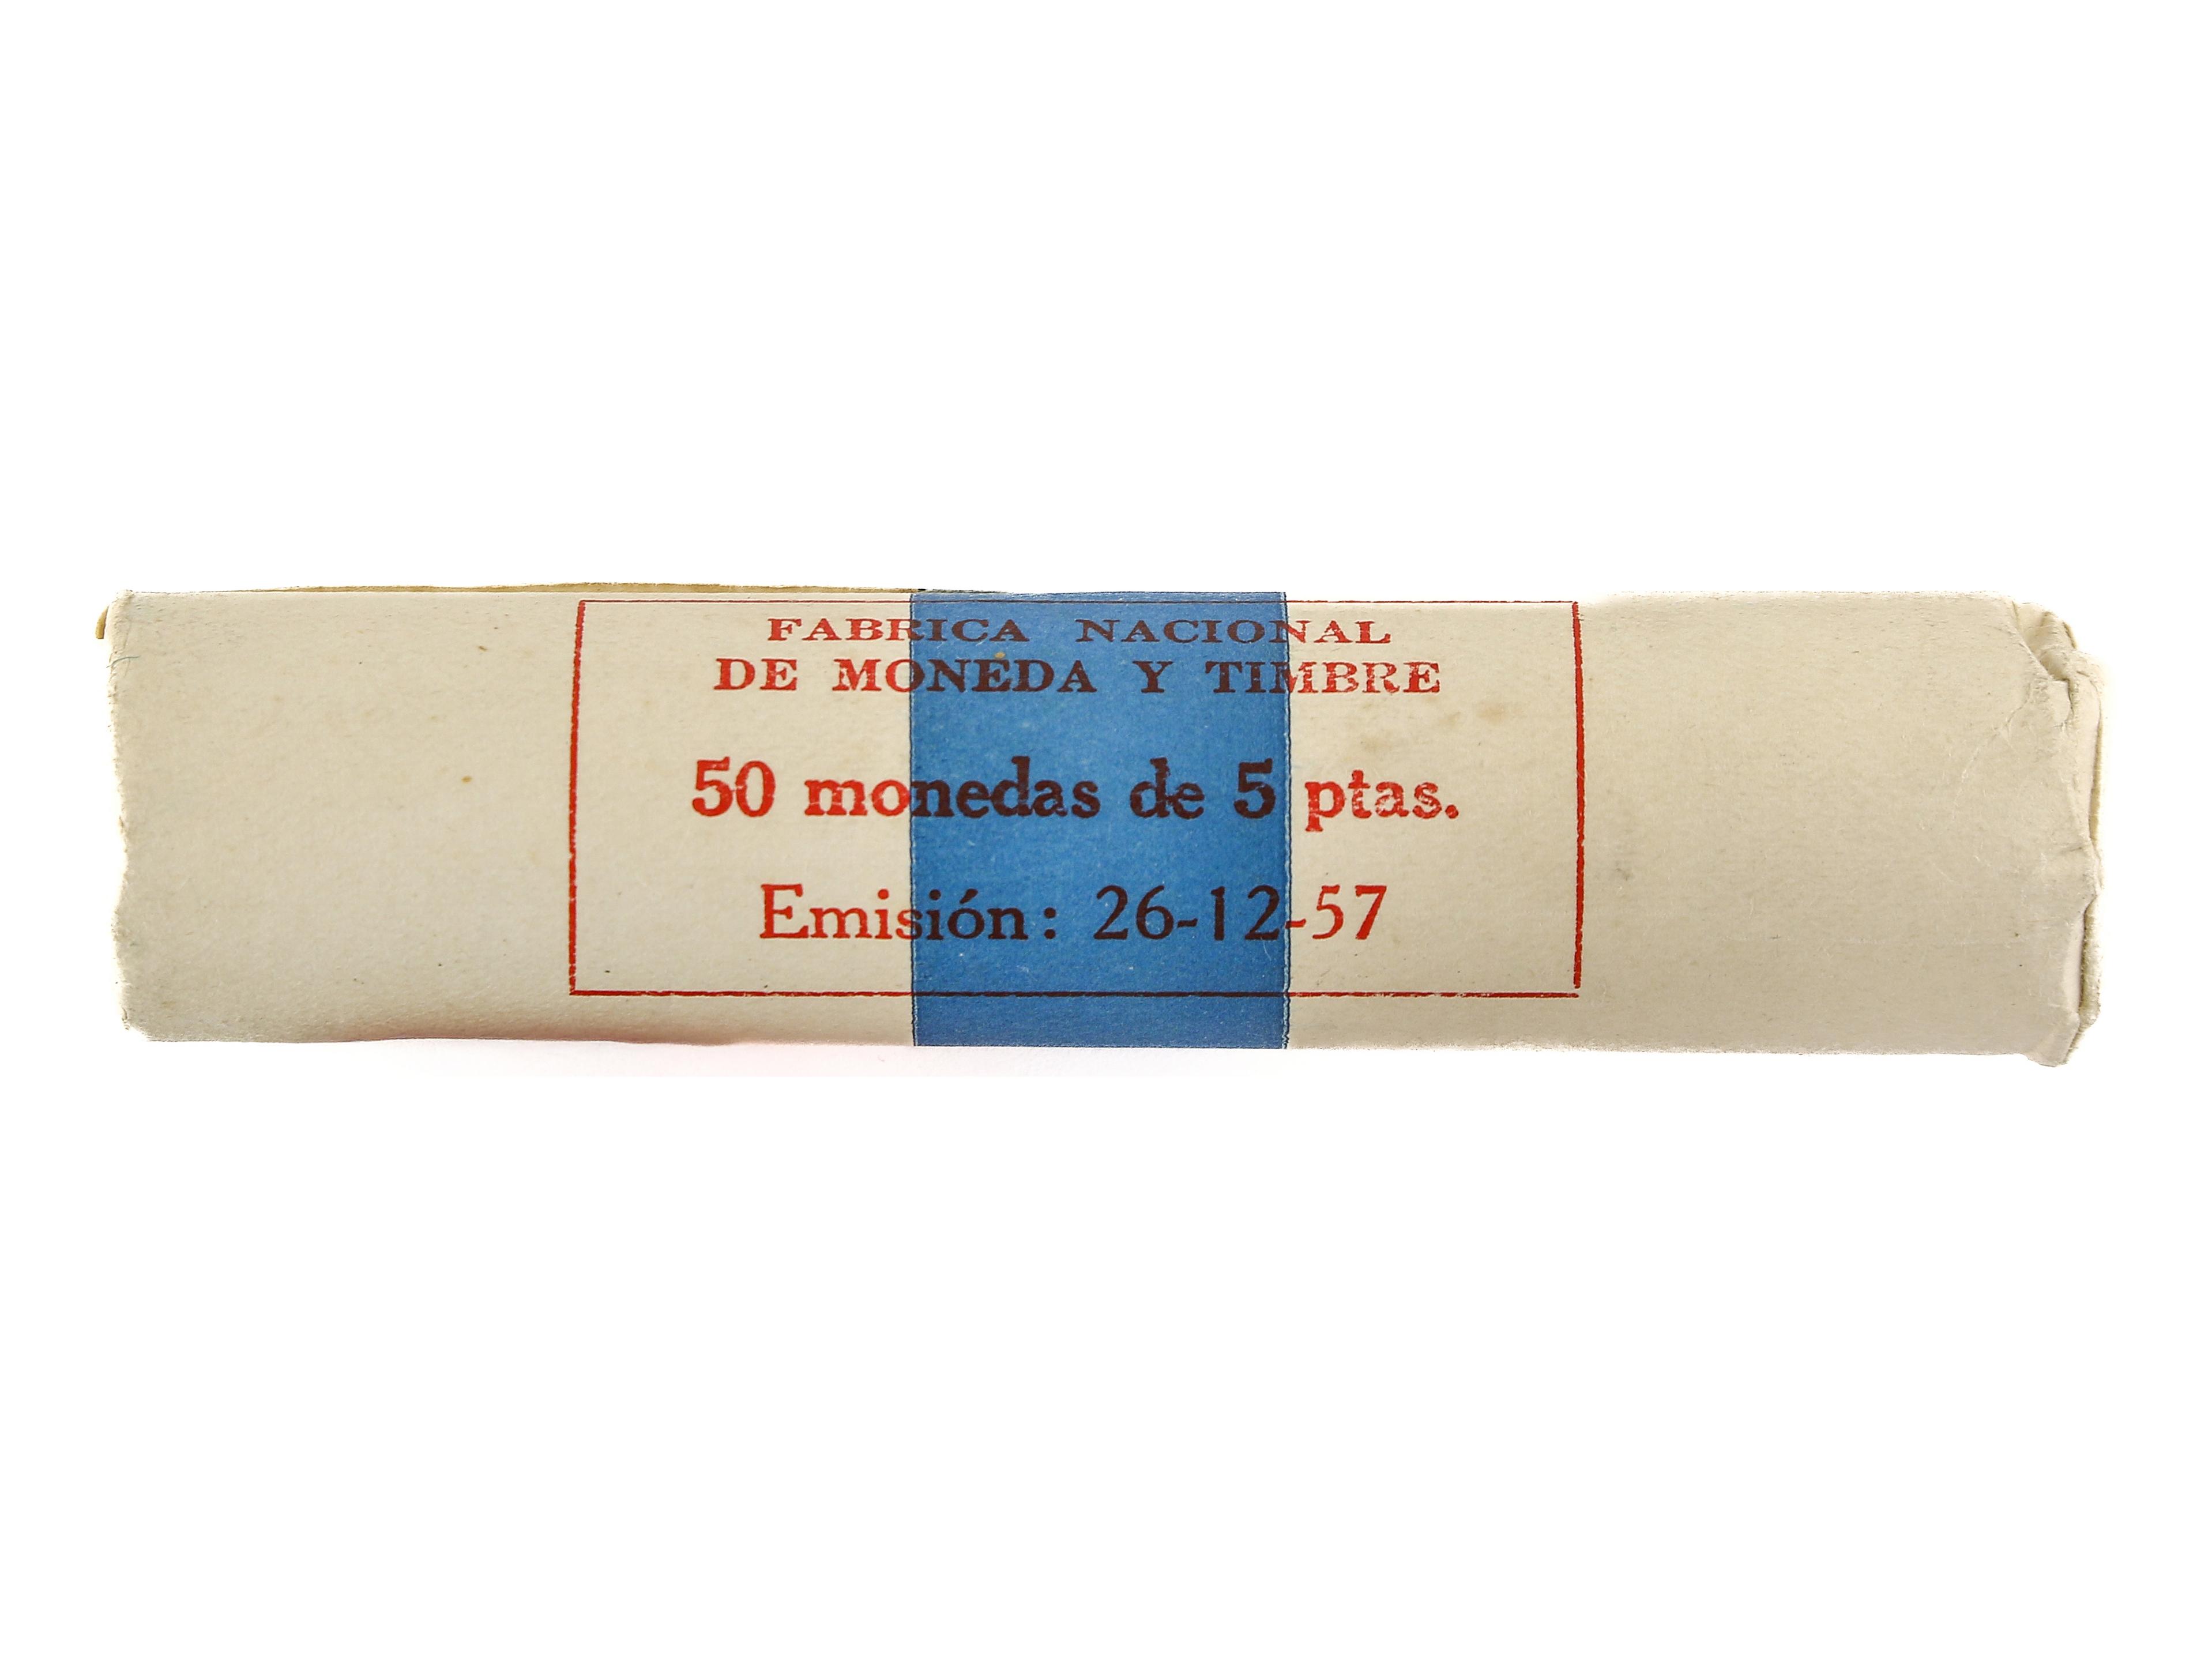 FABRICA NACIONAL
DE MONEDA Y TIMBRE
50 monedas de 5 ptas.
Emisión: 26-12-57